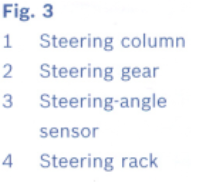 Fig. 3
1 Steering column
2 Steering gear
3 Steering-angle
sensor
4 Steering rack